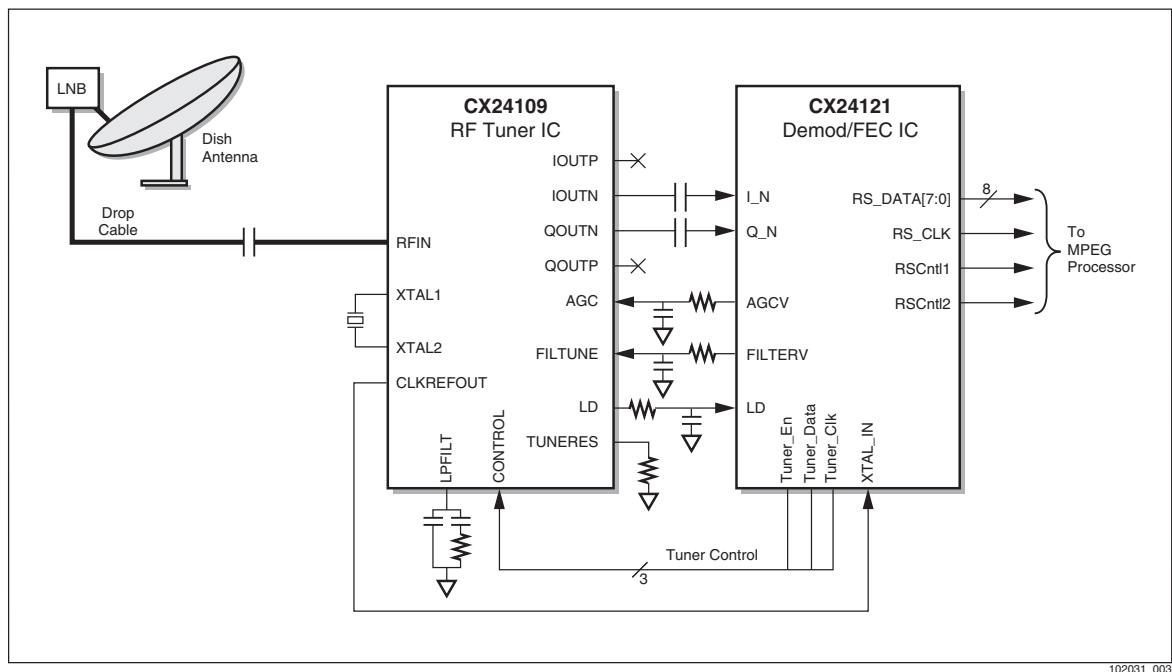 LNB
Dish
Antenna
Drop
Cable
CX24109
RF Tuner IC
RFIN
XTAL1
XTAL2
CLKREFOUT
LPFILT
CONTROL
IOUTP
IOUTN
QOUTN
QOUTP
AGC
FILTUNE
LD
TUNERES
CX24121
Demod/FEC IC
I_N
Q_N
AGCV
FILTERV
LD
Tuner_En
Tuner_Data
Tuner_Clk
XTAL_IN
RS_DATA[7:0]
8
RS_CLK
RSCntl1
RSCntl2
To
MPEG
Processor
Tuner Control
3
102031_003